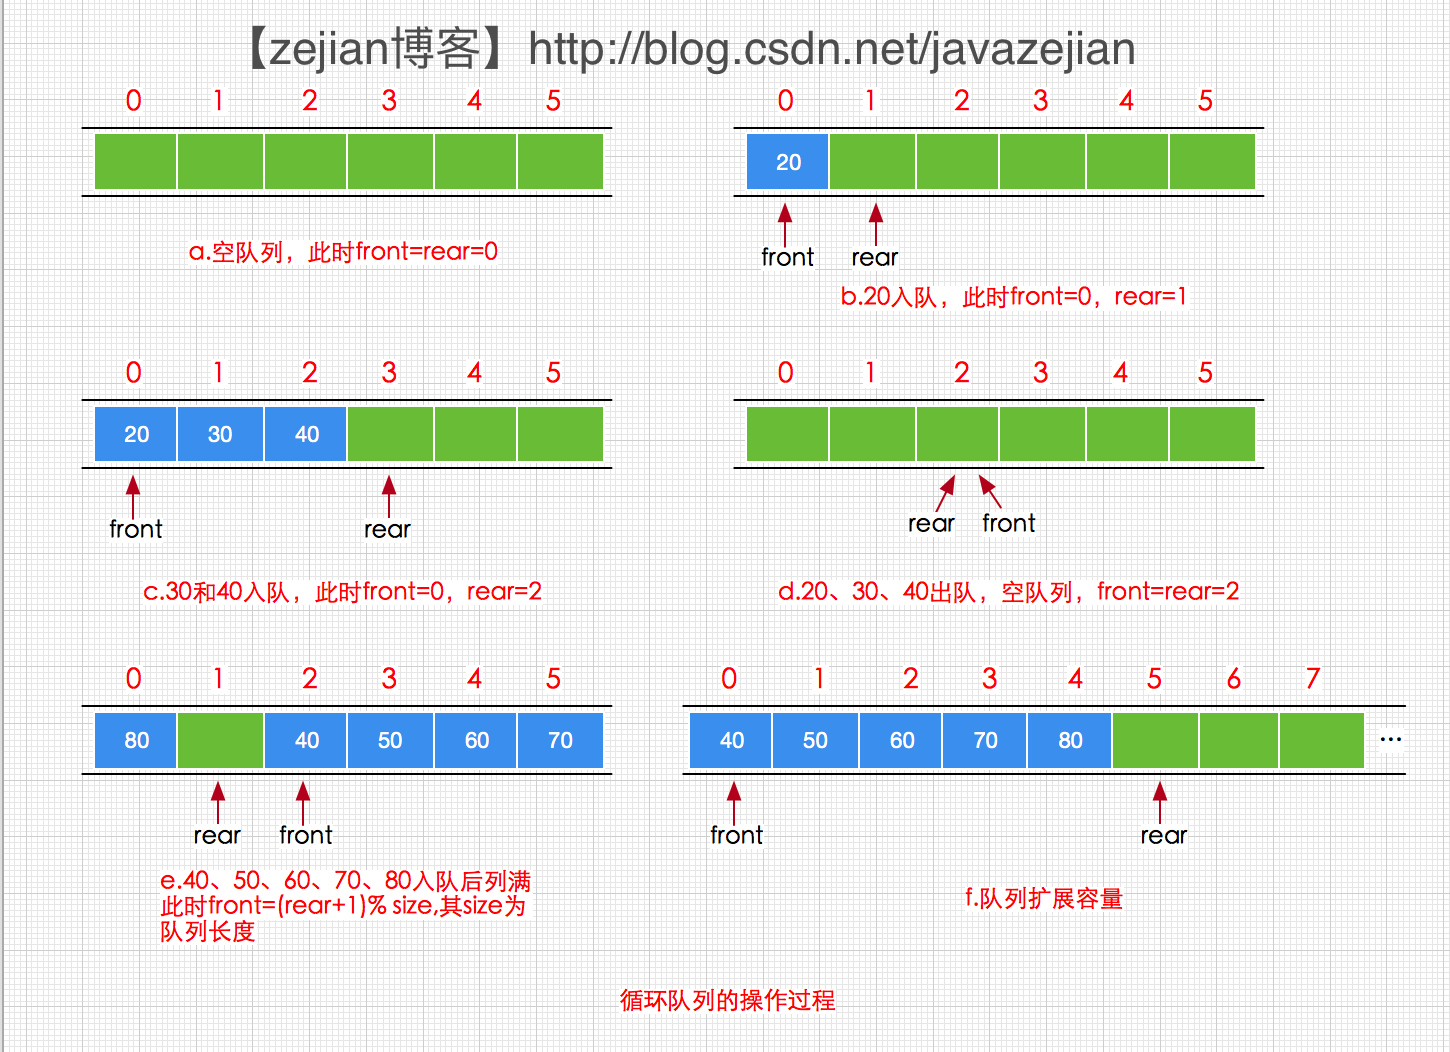 【zejian博客】http://blog.csdn.net/javazejian
0 1 2 3 4 5
0 1 2 3 4 5
20
front rear
a.空队列，此时front=rear=0
b.20入队，此时front=0，rear=1
0 1 2 3 4 5
0 1 2 3 4 5
20 30 40
front rear
rear front
c.30和40入队，此时front=0，rear=2
d.20、30、40出队，空队列，front=rear=2
0 1 2 3 4 5
0 1 2 3 4 5 6 7
80 40 50 60 70
40 50 60 70 80 ...
rear front
front rear
e.40、50、60、70、80入队后列满
此时front=(rear+1)% size,其size为
队列长度
f.队列扩展容量
循环队列的操作过程